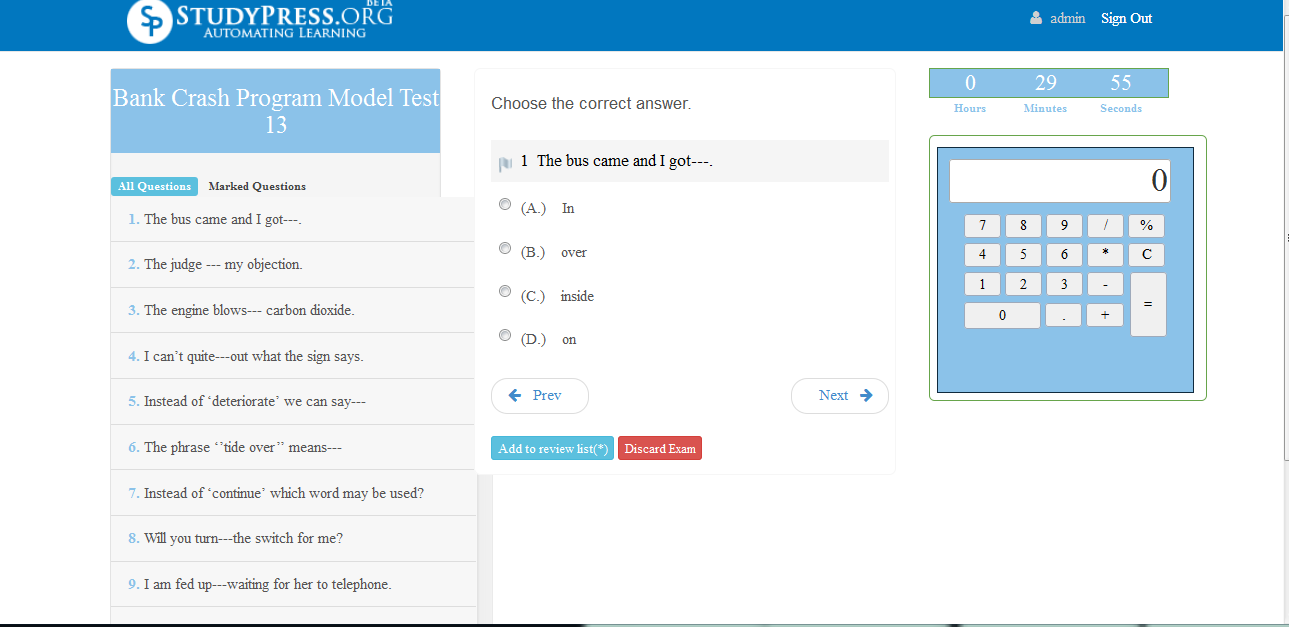 BETA
STUDYPRESS.ORG
AUTOMATING LEARNING
SP
admin Sign Out
Bank Crash Program Model Test
13
All Questions Marked Questions
1. The bus came and I got---.
2. The judge --- my objection.
3. The engine blows--- carbon dioxide.
4. I can’t quite---out what the sign says.
5. Instead of ‘deteriorate’ we can say---
6. The phrase ‘’tide over’’ means---
7. Instead of ‘continue’ which word may be used?
8. Will you turn---the switch for me?
9. I am fed up---waiting for her to telephone.
Choose the correct answer.
1 The bus came and I got---.
(A.) In
(B.) over
(C.) inside
(D.) on
Prev Next
Add to review list(*) Discard Exam
0 29 55
Hours Minutes Seconds
0
7 8 9 / %
4 5 6 * C
1 2 3 - =
0 . +